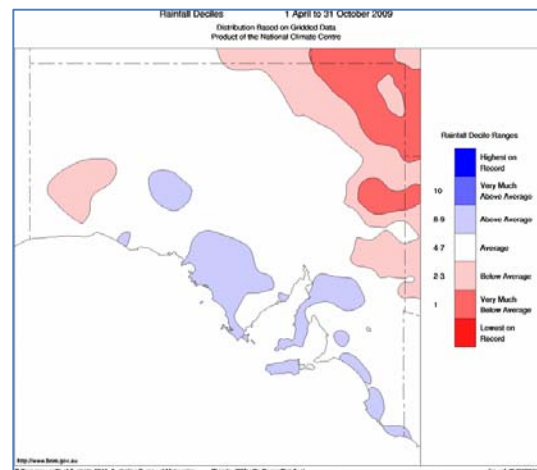 Rainfall Deciles 1 April to 31 October 2009
Distribution Based on Gridded Data
Product of the National Climate Centre
Rainfall Decile Ranges
Highest on
Record
10
Very Much
Above Average
8-9
Above Average
4-7
Average
2-3
Below Average
1
Very Much
Below Average
Lowest on
Record
http://www.bom.gov.au